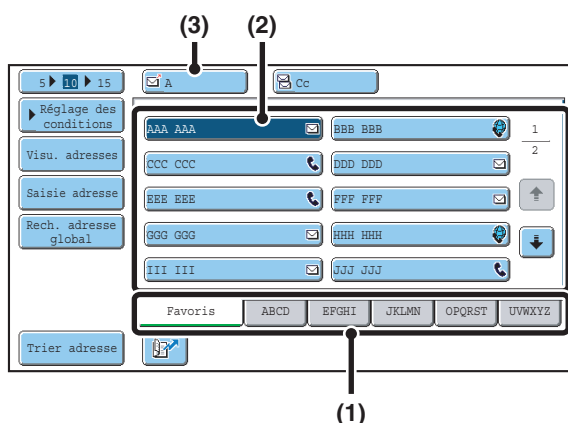 (3) (2)
5 10 15
A
Cc
Réglage des
conditions
AAA AAA
BBB BBB
1
2
Visu. adresses
CCC CCC
DDD DDD
Saisie adresse
EEE EEE
FFF FFF
Rech. adresse
global
GGG GGG
HHH HHH
III III
JJJ JJJ
Favoris ABCD EFGHI JKLMN OPQRST UVWXYZ
Trier adresse
(1)